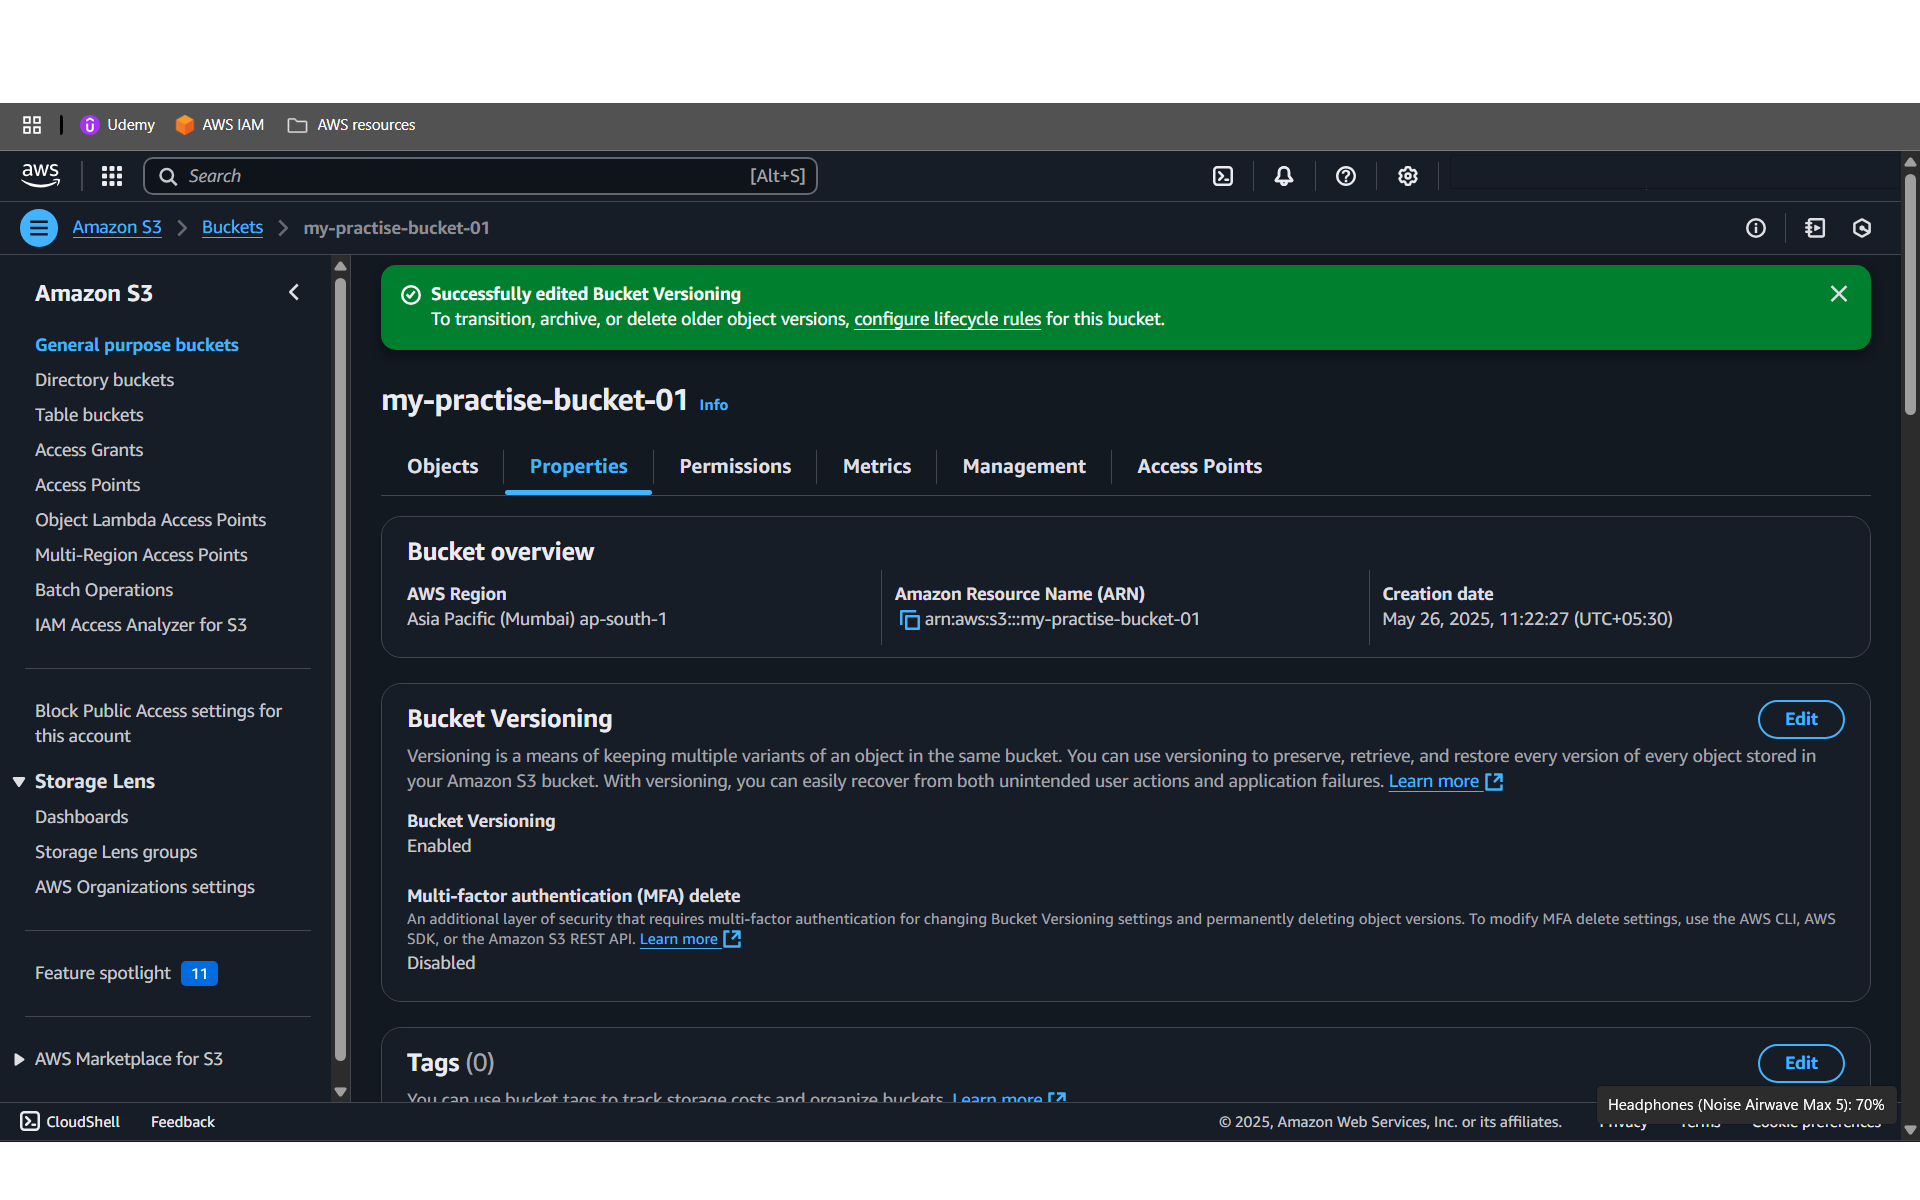 Udemy AWS IAM AWS resources
aws Search [Alt+S]
Amazon S3 Buckets my-practise-bucket-01
Amazon S3
General purpose buckets
Directory buckets
Table buckets
Access Grants
Access Points
Object Lambda Access Points
Multi-Region Access Points
Batch Operations
IAM Access Analyzer for S3
Block Public Access settings for
this account
Storage Lens
Dashboards
Storage Lens groups
AWS Organizations settings
Feature spotlight 11
AWS Marketplace for S3
Successfully edited Bucket Versioning
To transition, archive, or delete older object versions, configure lifecycle rules for this bucket.
my-practise-bucket-01 Info
Objects Properties Permissions Metrics Management Access Points
Bucket overview
AWS Region
Asia Pacific (Mumbai) ap-south-1
Amazon Resource Name (ARN)
arn:aws:s3:::my-practise-bucket-01
Creation date
May 26, 2025, 11:22:27 (UTC+05:30)
Bucket Versioning Edit
Versioning is a means of keeping multiple variants of an object in the same bucket. You can use versioning to preserve, retrieve, and restore every version of every object stored in
your Amazon S3 bucket. With versioning, you can easily recover from both unintended user actions and application failures. Learn more
Bucket Versioning
Enabled
Multi-factor authentication (MFA) delete
An additional layer of security that requires multi-factor authentication for changing Bucket Versioning settings and permanently deleting object versions. To modify MFA delete settings, use the AWS CLI, AWS
SDK, or the Amazon S3 REST API. Learn more
Disabled
Tags (0) Edit
You can use bucket tags to track storage costs and organize buckets. Learn more
Headphones (Noise Airwave Max 5): 70%
CloudShell Feedback © 2025, Amazon Web Services, Inc. or its affiliates. Privacy Terms Cookie preferences